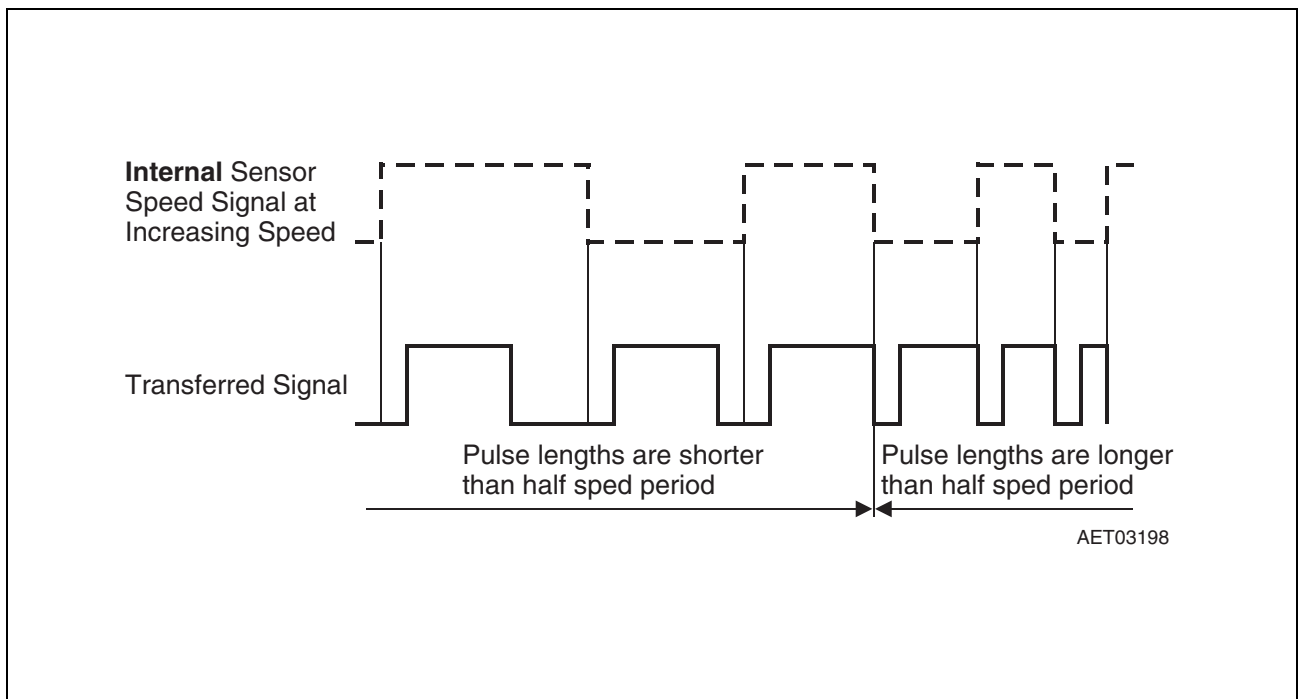 Internal Sensor
Speed Signal at
Increasing Speed
Transferred Signal
Pulse lengths are shorter
than half sped period
Pulse lengths are longer
than half sped period
AET03198